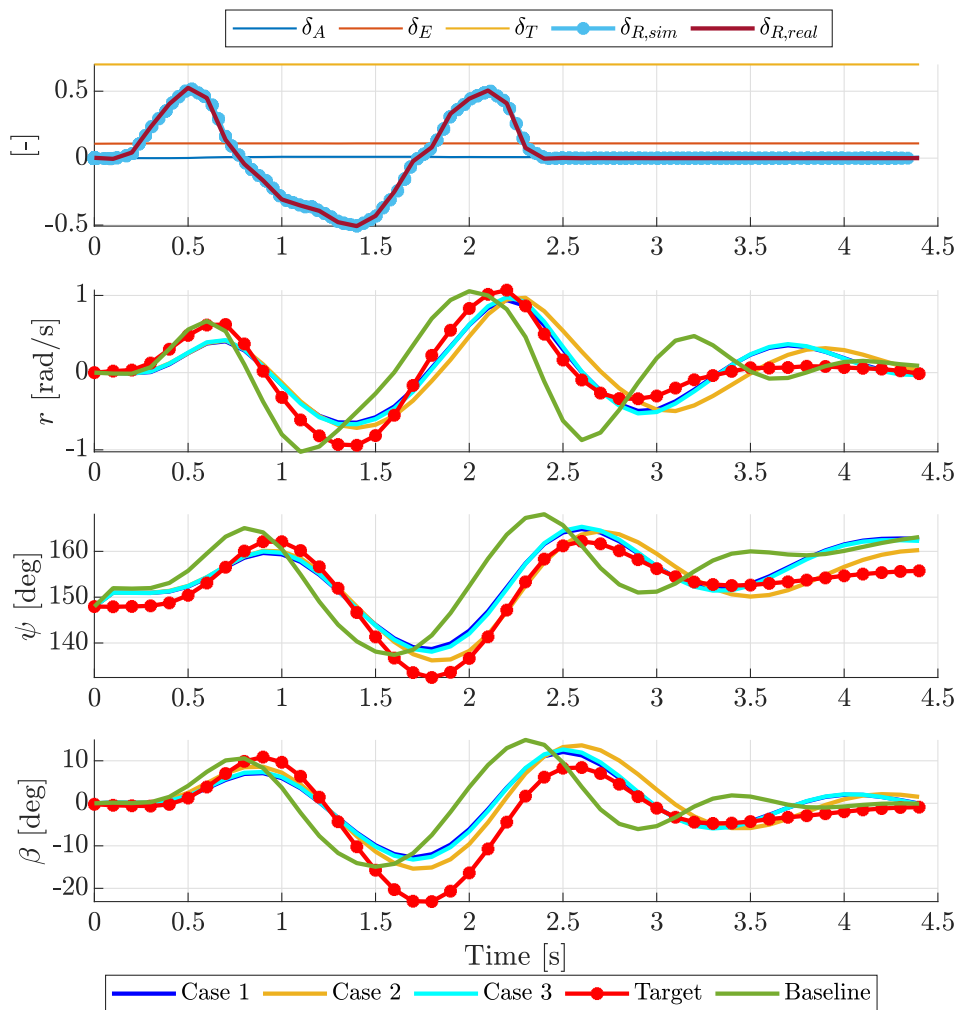 δ_A δ_E δ_T δ_{R,sim} δ_{R,real}
[-]
0.5
0
-0.5
0 0.5 1 1.5 2 2.5 3 3.5 4 4.5
r [rad/s]
1
0
-1
0 0.5 1 1.5 2 2.5 3 3.5 4 4.5
ψ [deg]
160
150
140
0 0.5 1 1.5 2 2.5 3 3.5 4 4.5
β [deg]
10
0
-10
-20
0 0.5 1 1.5 2 2.5 3 3.5 4 4.5
Time [s]
Case 1 Case 2 Case 3 Target Baseline